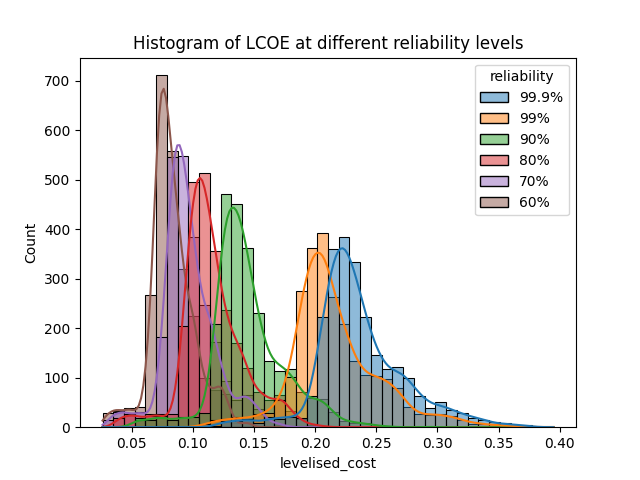 Histogram of LCOE at different reliability levels
reliability
99.9%
99%
90%
80%
70%
60%
Count
700
600
500
400
300
200
100
0
0.05 0.10 0.15 0.20 0.25 0.30 0.35 0.40
levelised_cost